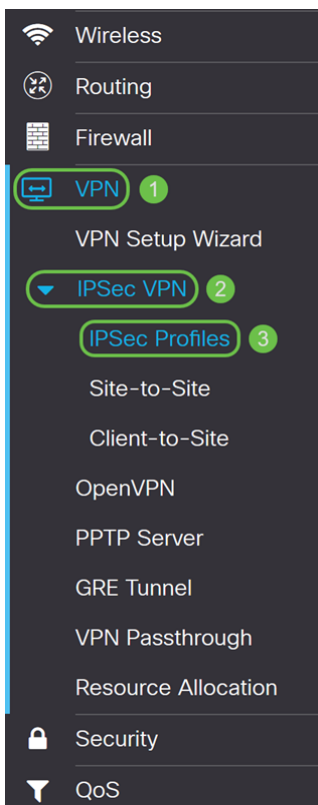 Wireless
Routing
Firewall
VPN 1
VPN Setup Wizard
IPSec VPN 2
IPSec Profiles 3
Site-to-Site
Client-to-Site
OpenVPN
PPTP Server
GRE Tunnel
VPN Passthrough
Resource Allocation
Security
QoS